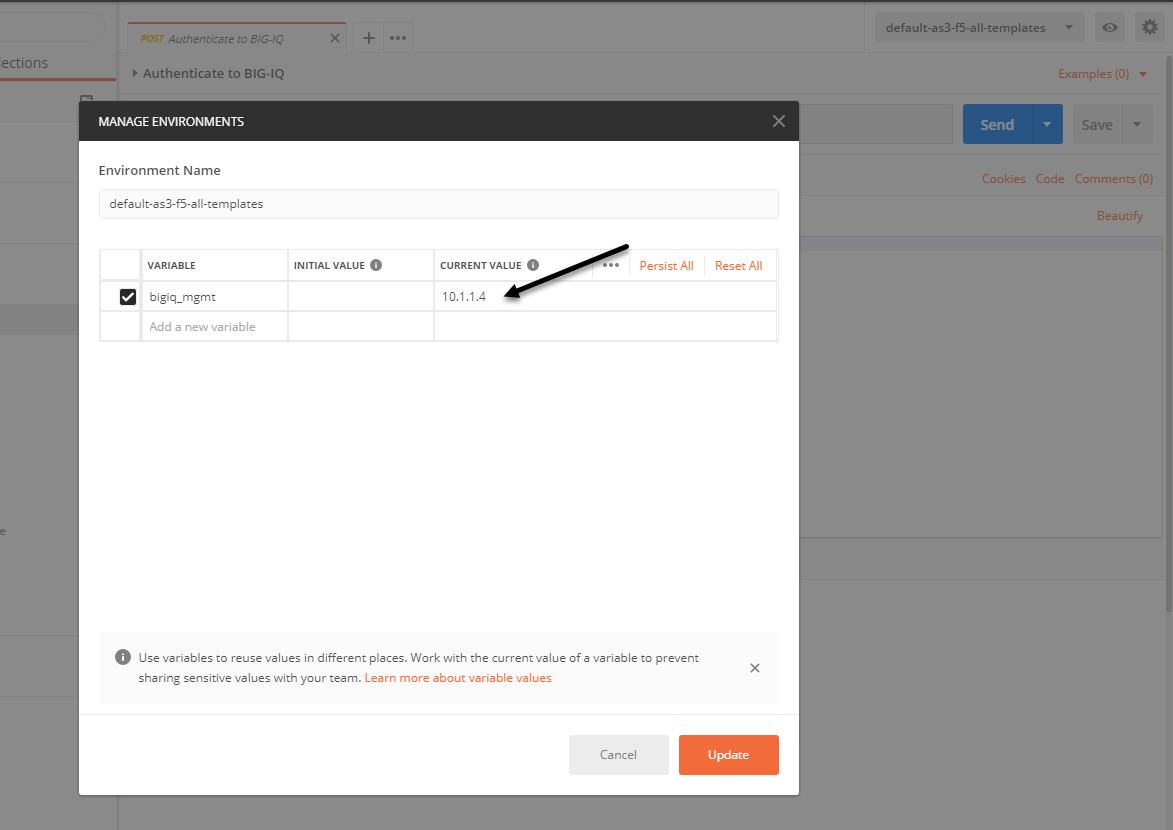 POST Authenticate to BIG-IQ
default-as3-f5-all-templates
lections
Authenticate to BIG-IQ
Examples (0)
MANAGE ENVIRONMENTS
Send
Save
Environment Name
Cookies Code Comments (0)
default-as3-f5-all-templates
Beautify
VARIABLE INITIAL VALUE CURRENT VALUE Persist All Reset All
bigiq_mgmt 10.1.1.4
Add a new variable
e
Use variables to reuse values in different places. Work with the current value of a variable to prevent
sharing sensitive values with your team. Learn more about variable values
Cancel Update